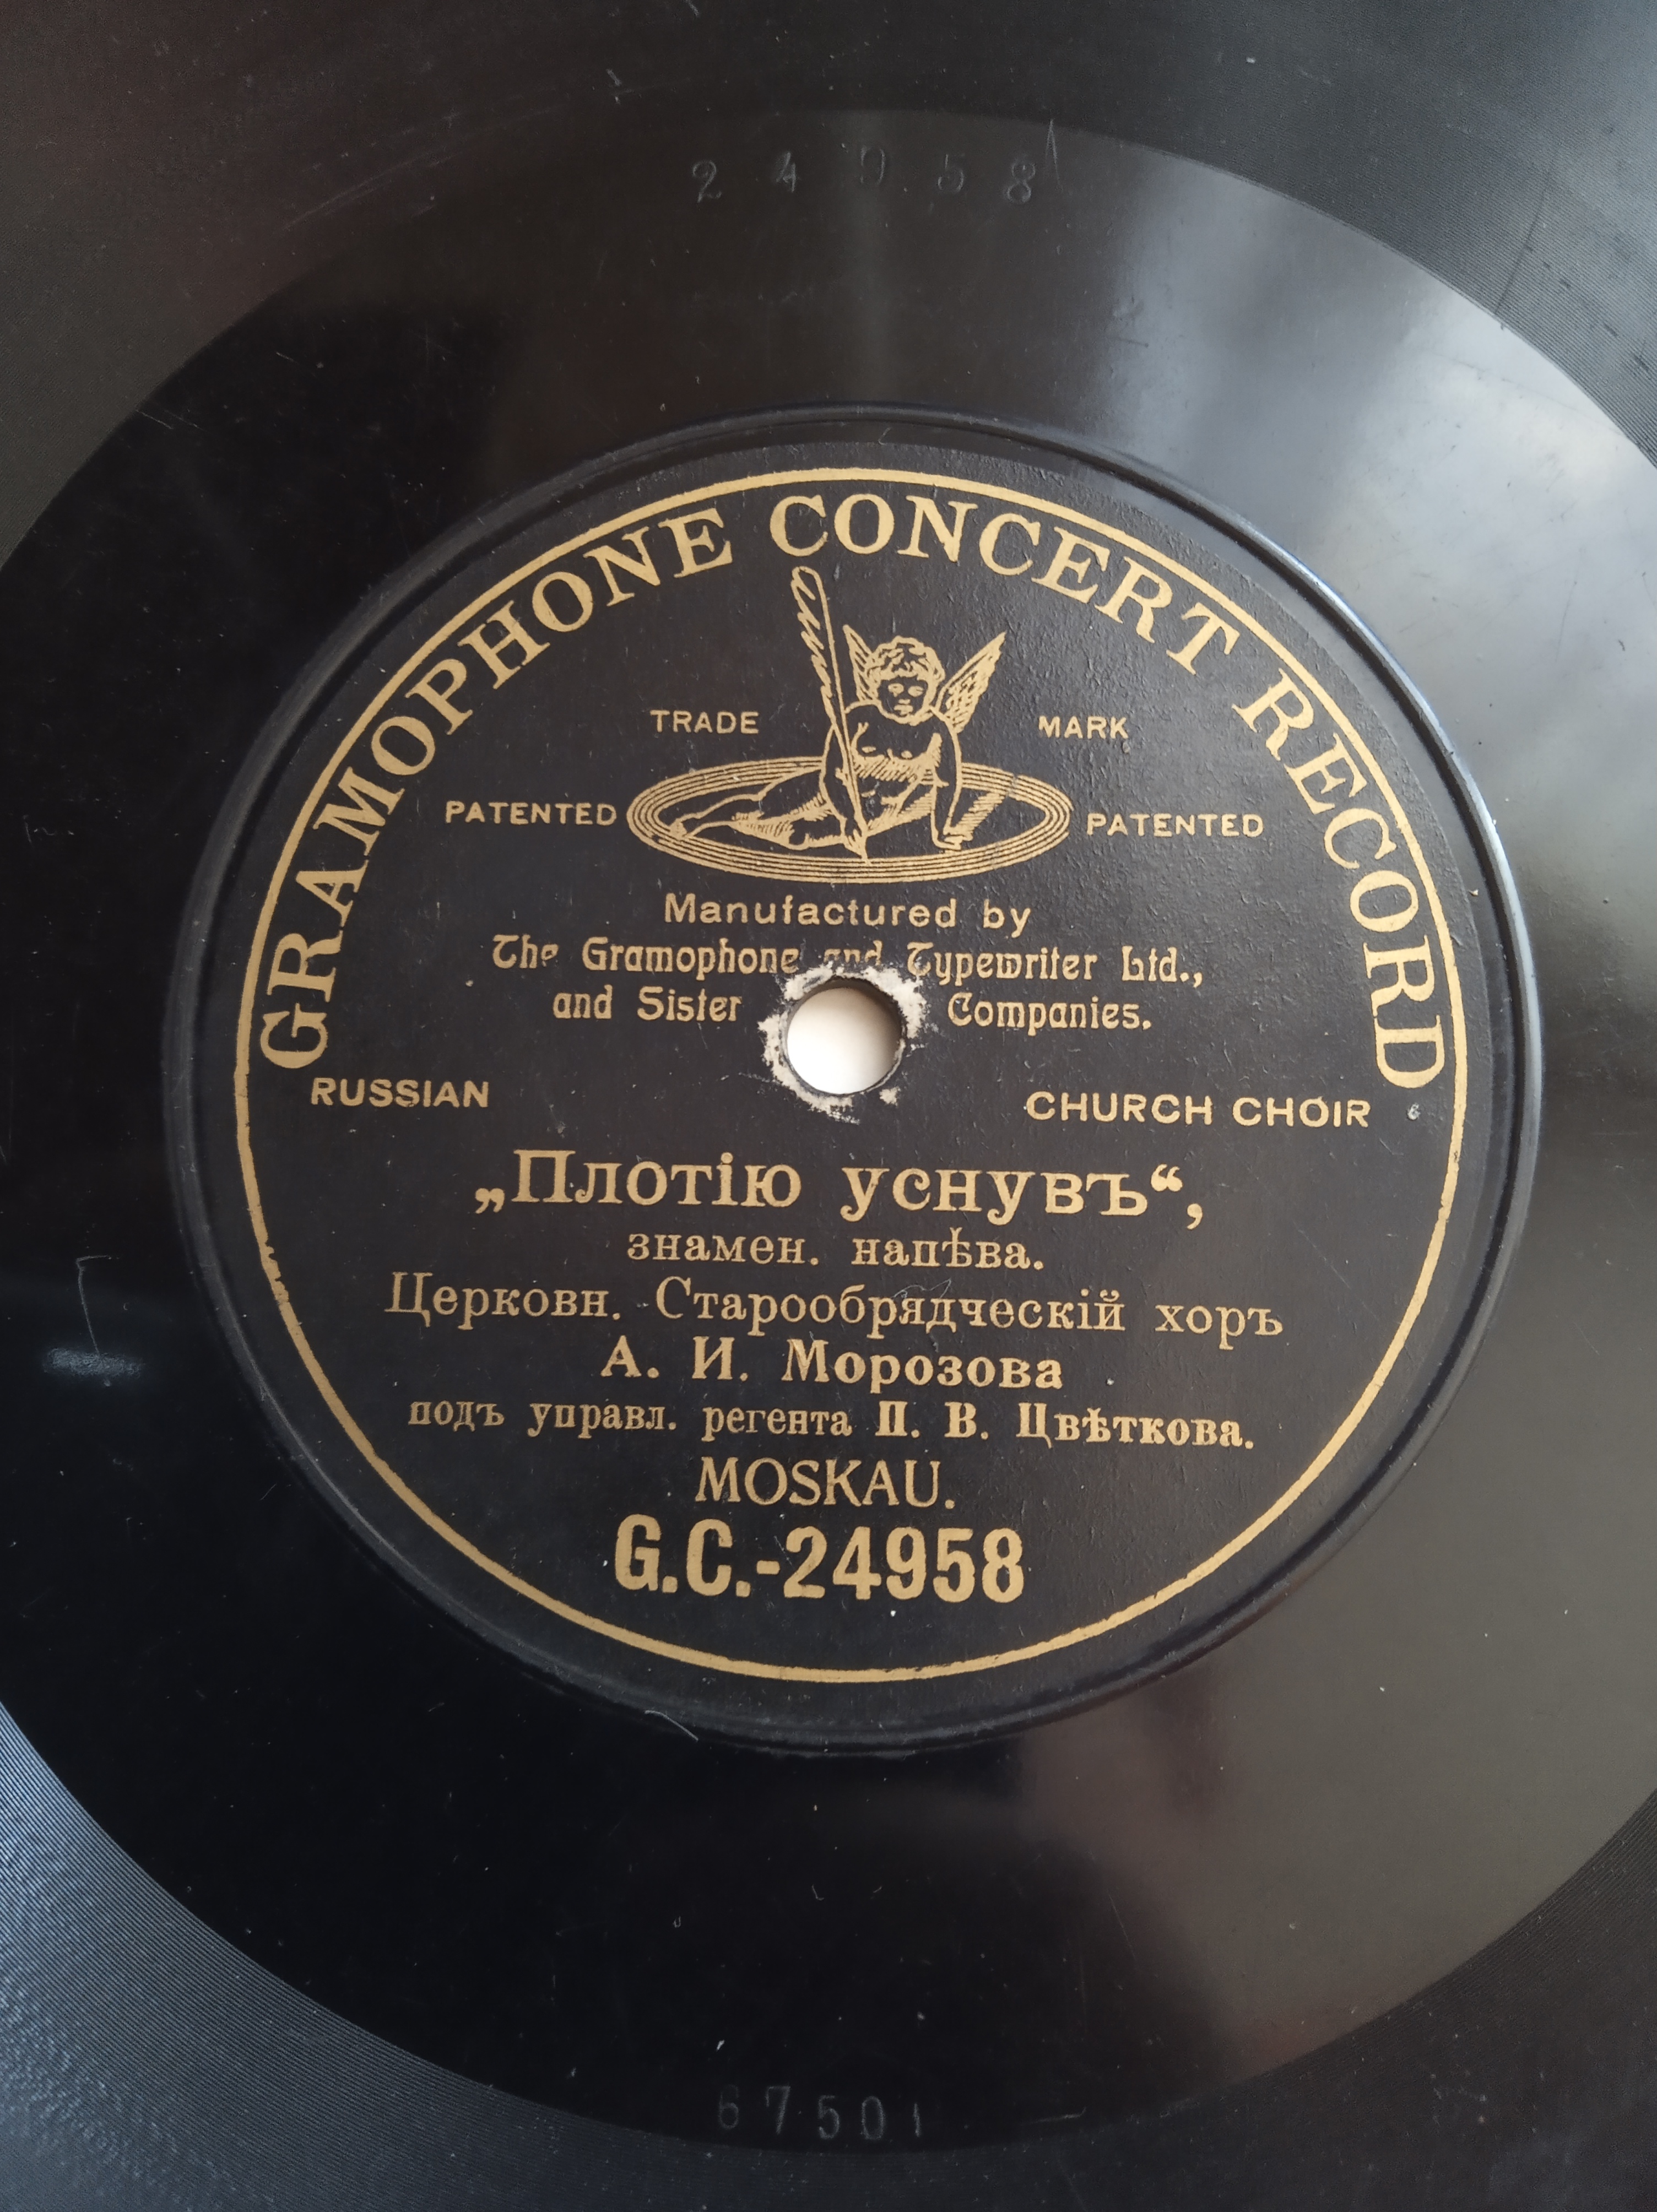 24958
GRAMOPHONE CONCERT RECORD
TRADE MARK
PATENTED PATENTED
Manufactured by
The Gramophone and Typewriter Ltd.,
and Sister Companies.
RUSSIAN CHURCH CHOIR
„Плотію уснувъ“,
знамен. напѣва.
Церковн. Старообрядческій хоръ
А. И. Морозова
подъ управл. регента П. В. Цвѣткова.
MOSKAU.
G.C.-24958
67501